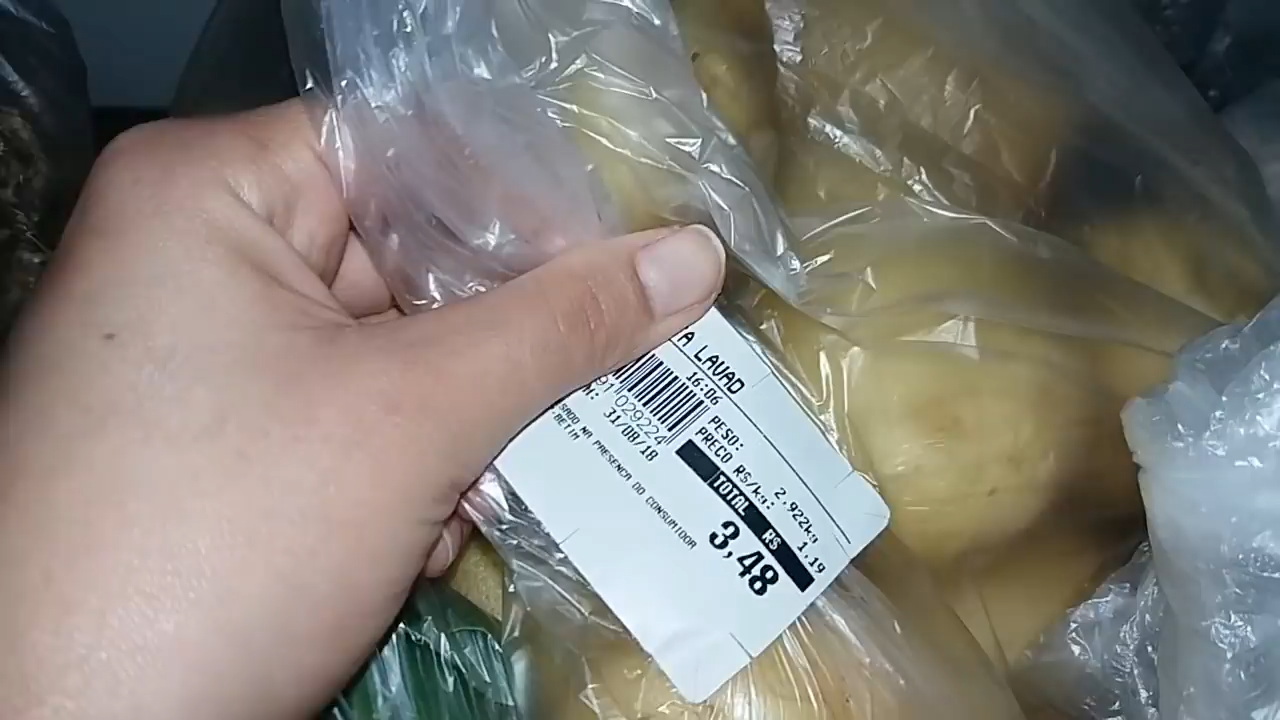 A LAVAD
16:06
91 029224
31/08/18
PESO: 2,922kg
PRECO R$/kg: 1,19
TOTAL R$
3,48
NA PRESENCA DO CONSUMIDOR